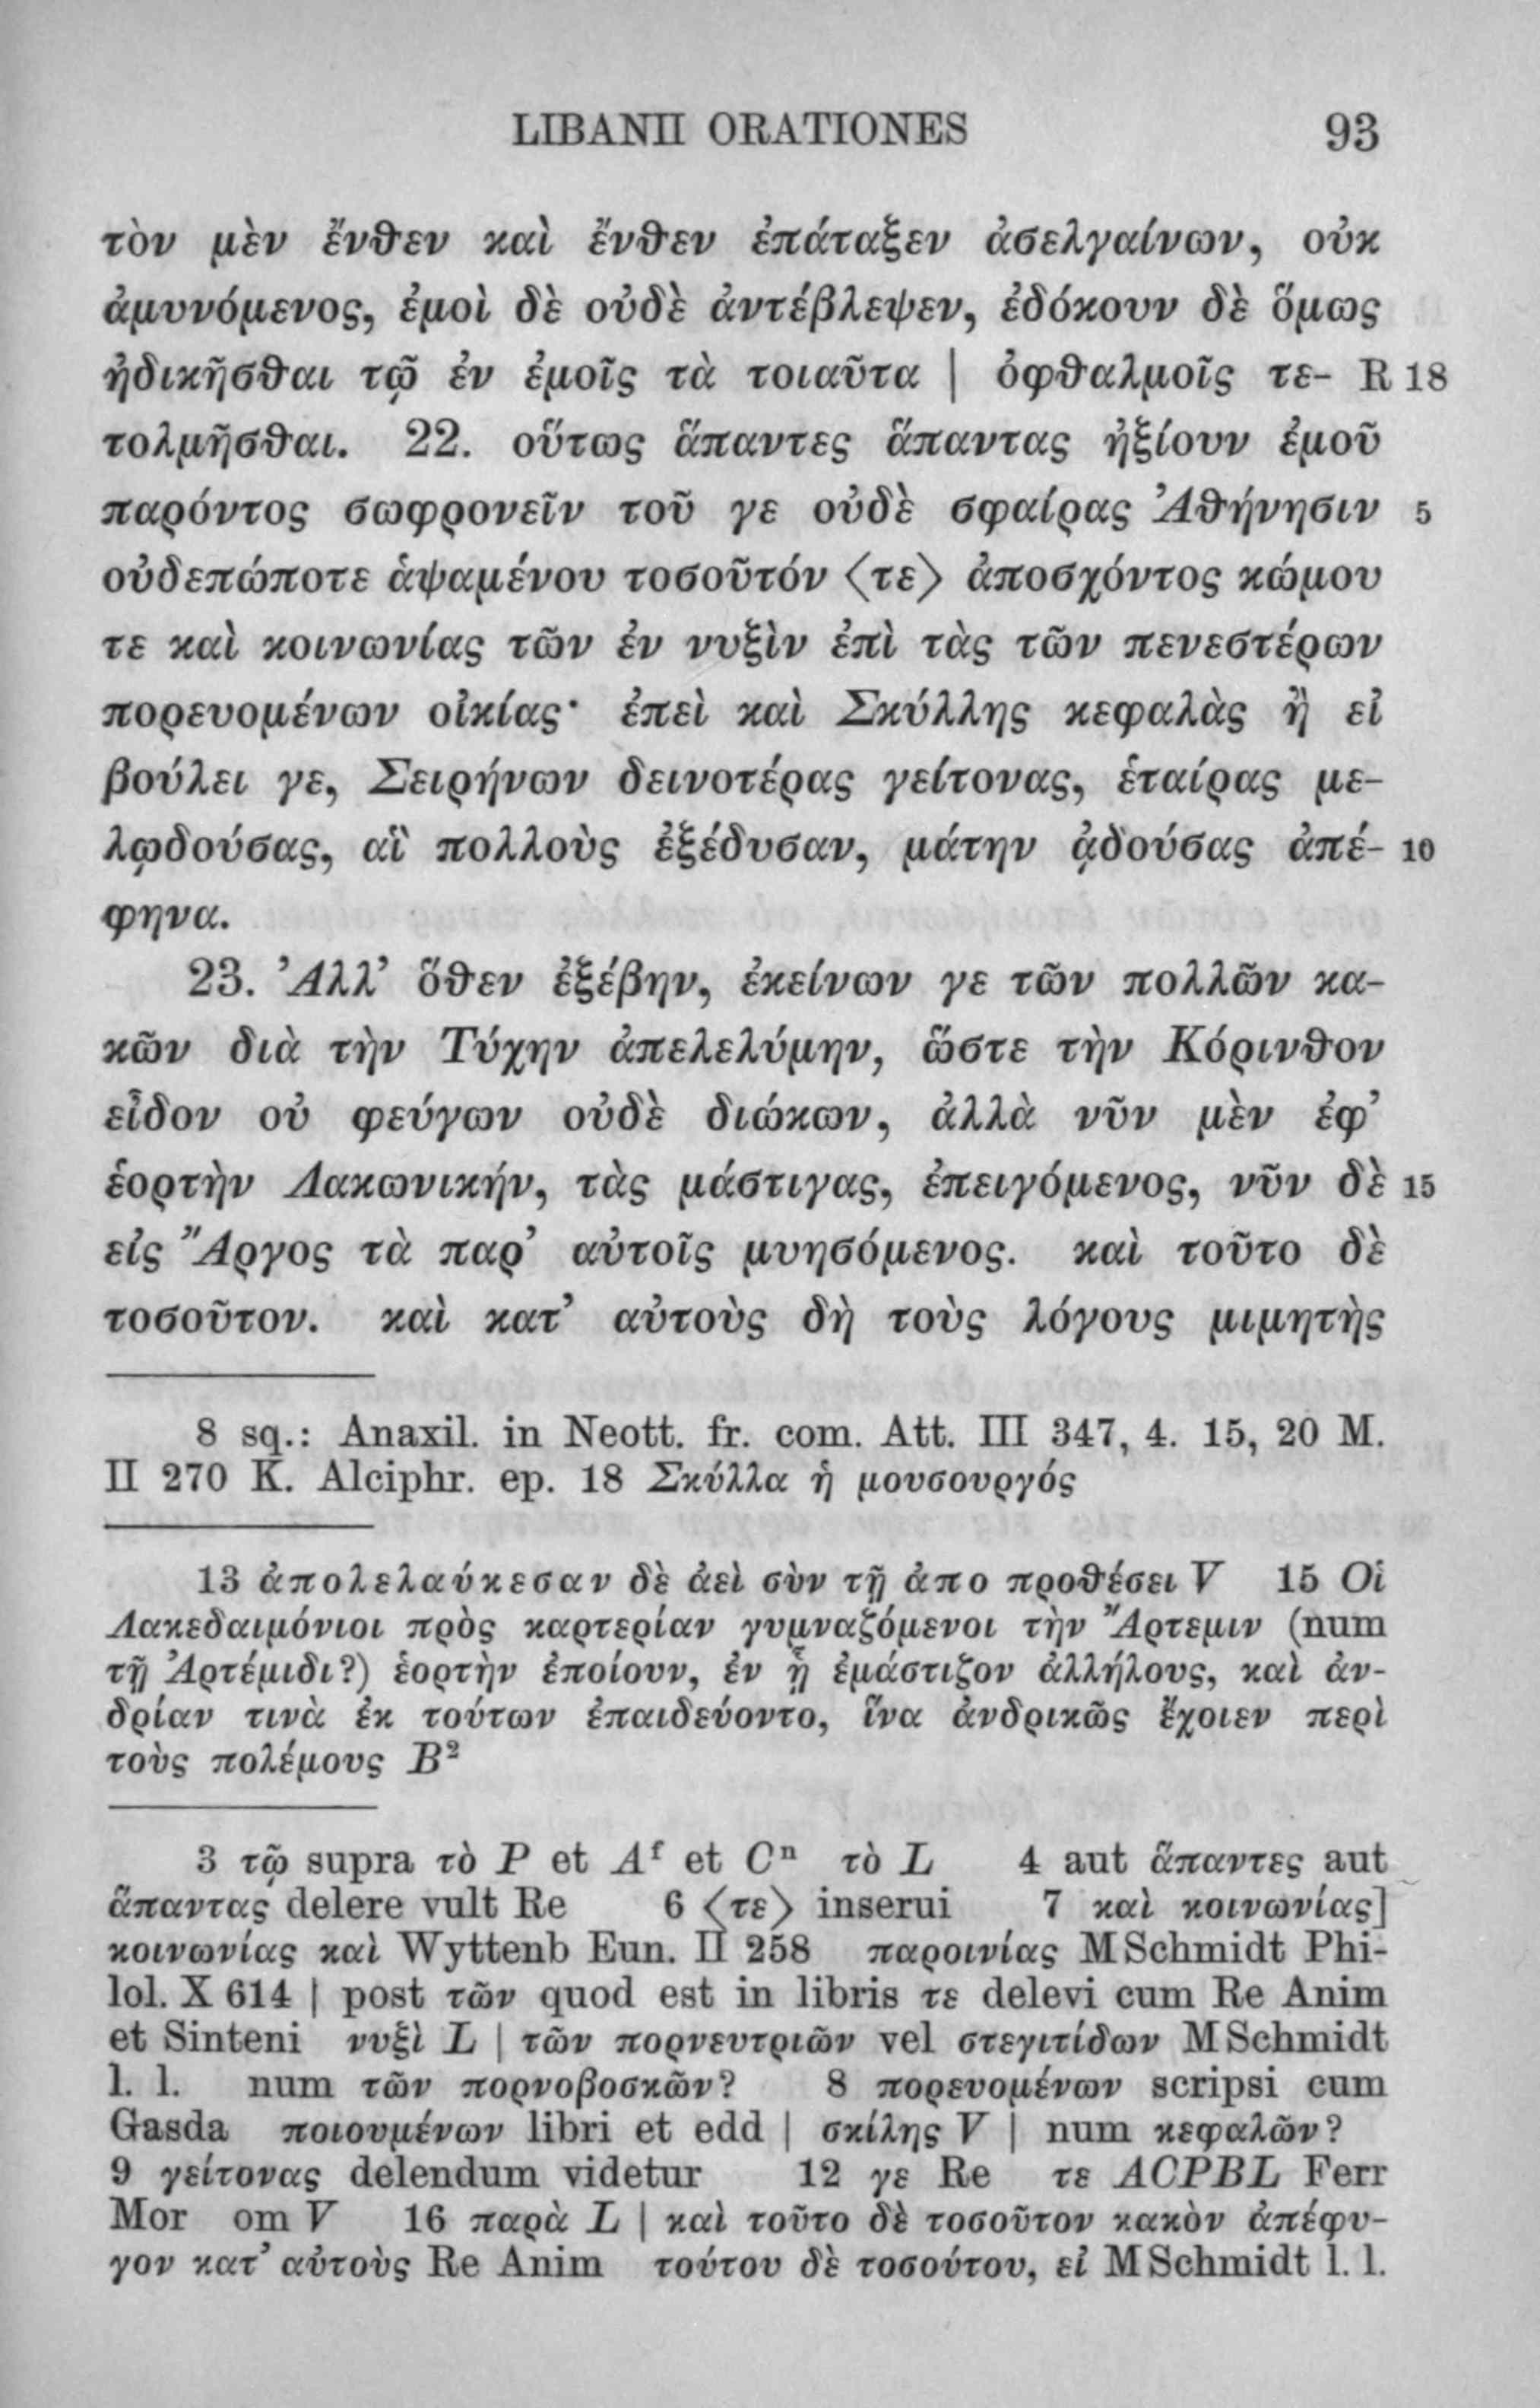 LIBANII ORATIONES 93
τὸν μὲν ἔνθεν καὶ ἔνθεν ἐπάταξεν ἀσελγαίνων, οὐκ
ἀμυνόμενος, ἐμοὶ δὲ οὐδὲ ἀντέβλεψεν, ἐδόκουν δὲ ὅμως
ἠδικῆσθαι τῷ ἐν ἐμοῖς τὰ τοιαῦτα | ὀφθαλμοῖς τε- R 18
τολμῆσθαι. 22. οὕτως ἅπαντες ἅπαντας ἠξίουν ἐμοῦ
παρόντος σωφρονεῖν τοῦ γε οὐδὲ σφαίρας Ἀθήνησιν 5
οὐδεπώποτε ἁψαμένου τοσοῦτόν ⟨τε⟩ ἀποσχόντος κώμου
τε καὶ κοινωνίας τῶν ἐν νυξὶν ἐπὶ τὰς τῶν πενεστέρων
πορευομένων οἰκίας· ἐπεὶ καὶ Σκύλλης κεφαλὰς ἢ εἰ
βούλει γε, Σειρήνων δεινοτέρας γείτονας, ἑταίρας με-
λῳδούσας, αἳ πολλοὺς ἐξέδυσαν, μάτην ᾀδούσας ἀπέ- 10
φηνα.
23. Ἀλλ’ ὅθεν ἐξέβην, ἐκείνων γε τῶν πολλῶν κα-
κῶν διὰ τὴν Τύχην ἀπελελύμην, ὥστε τὴν Κόρινθον
εἶδον οὐ φεύγων οὐδὲ διώκων, ἀλλὰ νῦν μὲν ἐφ’
ἑορτὴν Λακωνικήν, τὰς μάστιγας, ἐπειγόμενος, νῦν δὲ 15
εἰς Ἄργος τὰ παρ’ αὐτοῖς μυησόμενος. καὶ τοῦτο δὲ
τοσοῦτον. καὶ κατ’ αὐτοὺς δὴ τοὺς λόγους μιμητὴς
8 sq.: Anaxil. in Neott. fr. com. Att. III 347, 4. 15, 20 M.
II 270 K. Alciphr. ep. 18 Σκύλλα ἡ μουσουργός
13 ἀπολελαύκεσαν δὲ ἀεὶ σὺν τῇ ἀπο προθέσει V 15 Οἱ
Λακεδαιμόνιοι πρὸς καρτερίαν γυμναζόμενοι τὴν Ἄρτεμιν (num
τῇ Ἀρτέμιδι?) ἑορτὴν ἐποίουν, ἐν ᾗ ἐμάστιζον ἀλλήλους, καὶ ἀν-
δρίαν τινὰ ἐκ τούτων ἐπαιδεύοντο, ἵνα ἀνδρικῶς ἔχοιεν περὶ
τοὺς πολέμους B²
3 τῷ supra τὸ P et Aᶠ et Cⁿ τὸ L 4 aut ἅπαντες aut
ἅπαντας delere vult Re 6 ⟨τε⟩ inserui 7 καὶ κοινωνίας]
κοινωνίας καὶ Wyttenb Eun. II 258 παροινίας MSchmidt Phi-
lol. X 614 | post τῶν quod est in libris τε delevi cum Re Anim
et Sinteni νυξὶ L | τῶν πορνευτριῶν vel στεγιτίδων MSchmidt
l. l. num τῶν πορνοβοσκῶν? 8 πορευομένων scripsi cum
Gasda ποιουμένων libri et edd | σκίλης V | num κεφαλῶν?
9 γείτονας delendum videtur 12 γε Re τε ACPBL Ferr
Mor om V 16 παρὰ L | καὶ τοῦτο δὲ τοσοῦτον κακὸν ἀπέφυ-
γον κατ’ αὐτοὺς Re Anim τούτου δὲ τοσούτου, εἰ MSchmidt l. l.